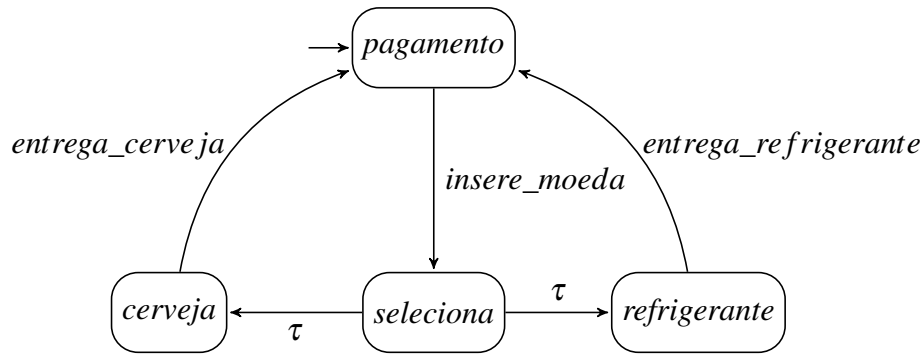 pagamento
entrega_cerveja
entrega_refrigerante
insere_moeda
cerveja
τ
seleciona
τ
refrigerante